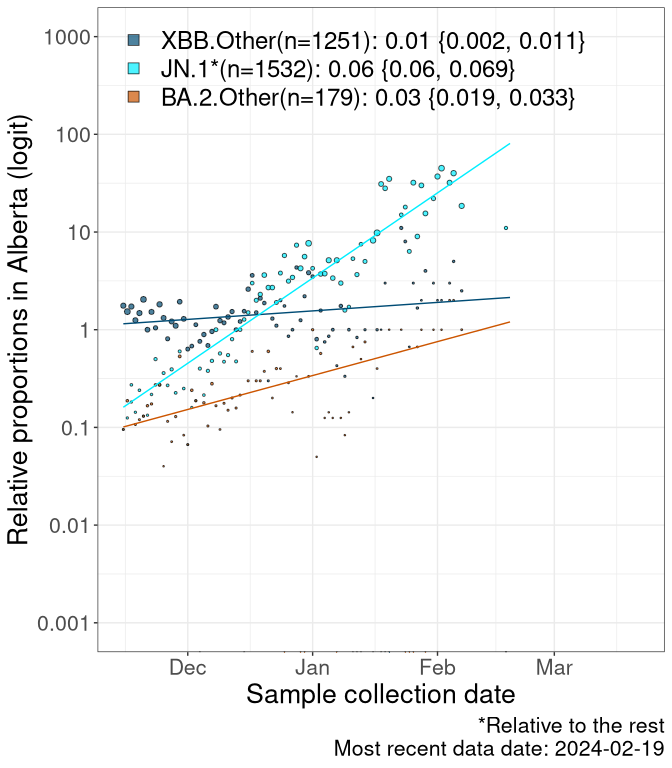 XBB.Other(n=1251): 0.01 {0.002, 0.011}
JN.1*(n=1532): 0.06 {0.06, 0.069}
BA.2.Other(n=179): 0.03 {0.019, 0.033}
Relative proportions in Alberta (logit)
1000
100
10
1
0.1
0.01
0.001
Dec Jan Feb Mar
Sample collection date
*Relative to the rest
Most recent data date: 2024-02-19